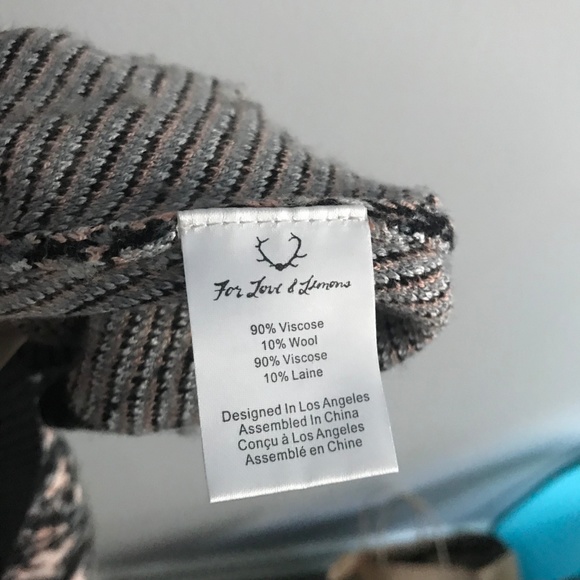 For Love & Lemons
90% Viscose
10% Wool
90% Viscose
10% Laine
Designed In Los Angeles
Assembled In China
Conçu à Los Angeles
Assemblé en Chine